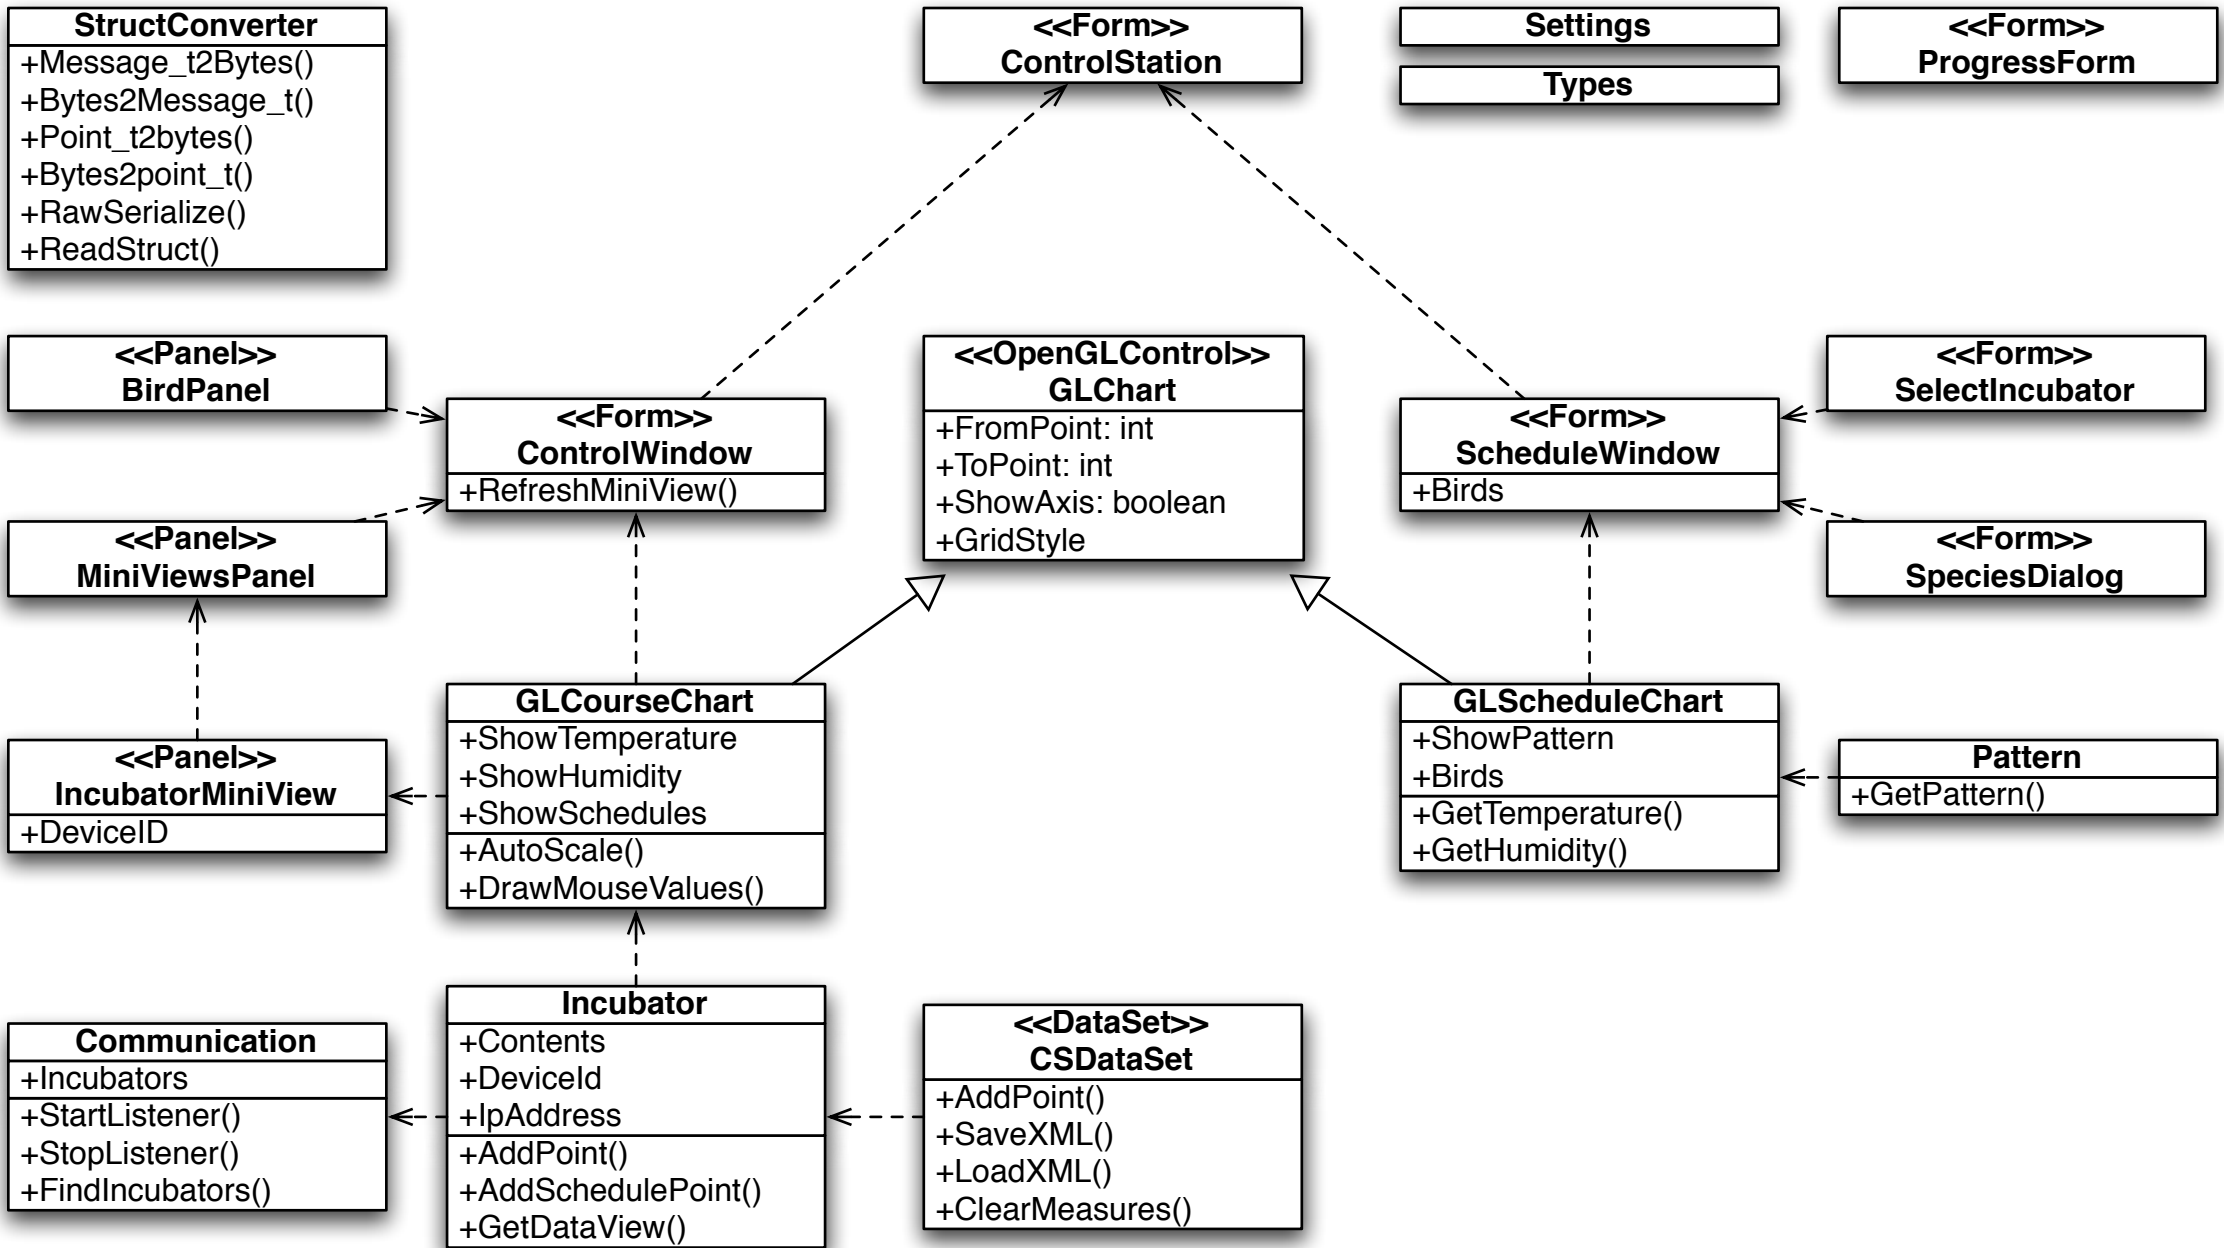 StructConverter
+Message_t2Bytes()
+Bytes2Message_t()
+Point_t2bytes()
+Bytes2point_t()
+RawSerialize()
+ReadStruct()
<<Form>>
ControlStation
Settings
Types
<<Form>>
ProgressForm
<<Panel>>
BirdPanel
<<Form>>
ControlWindow
+RefreshMiniView()
<<OpenGLControl>>
GLChart
+FromPoint: int
+ToPoint: int
+ShowAxis: boolean
+GridStyle
<<Form>>
ScheduleWindow
+Birds
<<Form>>
SelectIncubator
<<Panel>>
MiniViewsPanel
<<Form>>
SpeciesDialog
<<Panel>>
IncubatorMiniView
+DeviceID
GLCourseChart
+ShowTemperature
+ShowHumidity
+ShowSchedules
+AutoScale()
+DrawMouseValues()
GLScheduleChart
+ShowPattern
+Birds
+GetTemperature()
+GetHumidity()
Pattern
+GetPattern()
Communication
+Incubators
+StartListener()
+StopListener()
+FindIncubators()
Incubator
+Contents
+DeviceId
+IpAddress
+AddPoint()
+AddSchedulePoint()
+GetDataView()
<<DataSet>>
CSDataSet
+AddPoint()
+SaveXML()
+LoadXML()
+ClearMeasures()